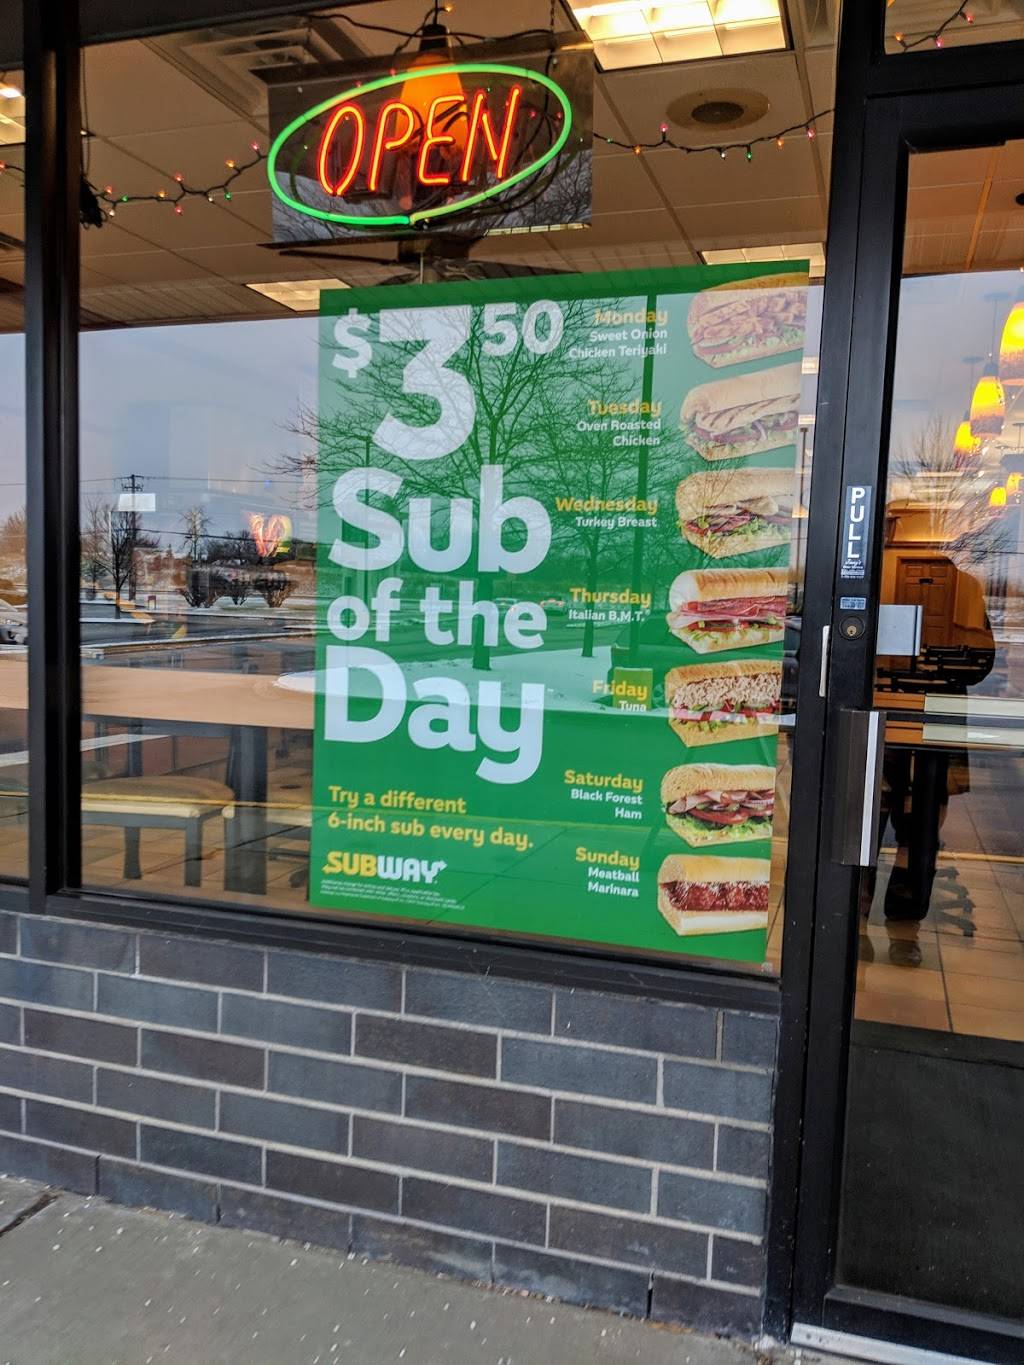 OPEN
$3 50
Sub
of the
Day
Try a different
6-inch sub every day.
SUBWAY
Monday
Sweet Onion
Chicken Teriyaki
Tuesday
Oven Roasted
Chicken
Wednesday
Turkey Breast
Thursday
Italian B.M.T.®
Friday
Tuna
Saturday
Black Forest
Ham
Sunday
Meatball
Marinara
PULL